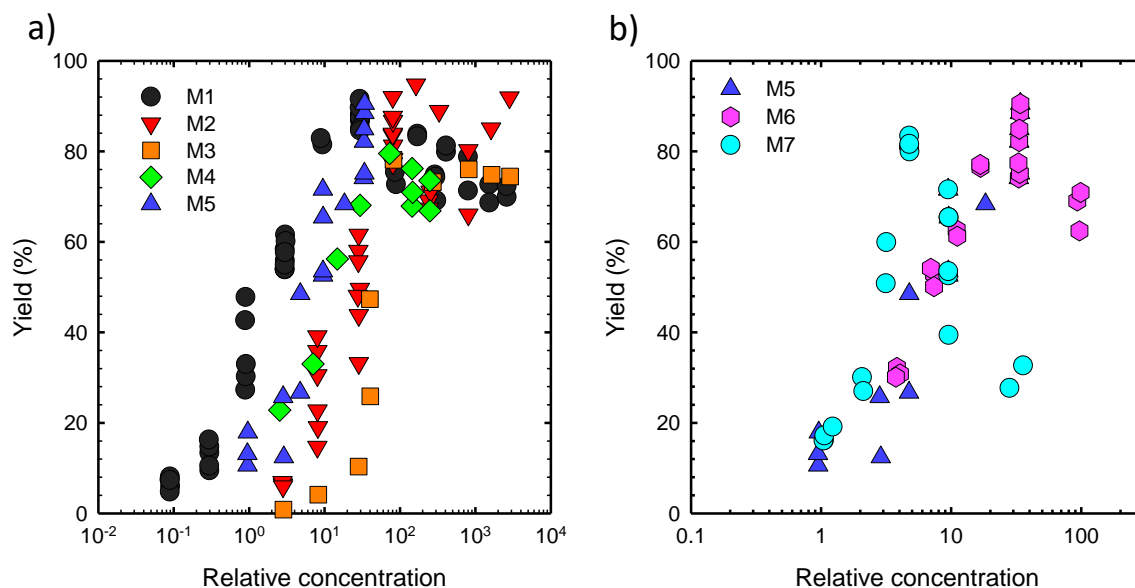 a)
Yield (%)
100
80
60
40
20
0
M1
M2
M3
M4
M5
10⁻² 10⁻¹ 10⁰ 10¹ 10² 10³ 10⁴
Relative concentration
b)
Yield (%)
100
80
60
40
20
0
M5
M6
M7
0.1 1 10 100
Relative concentration